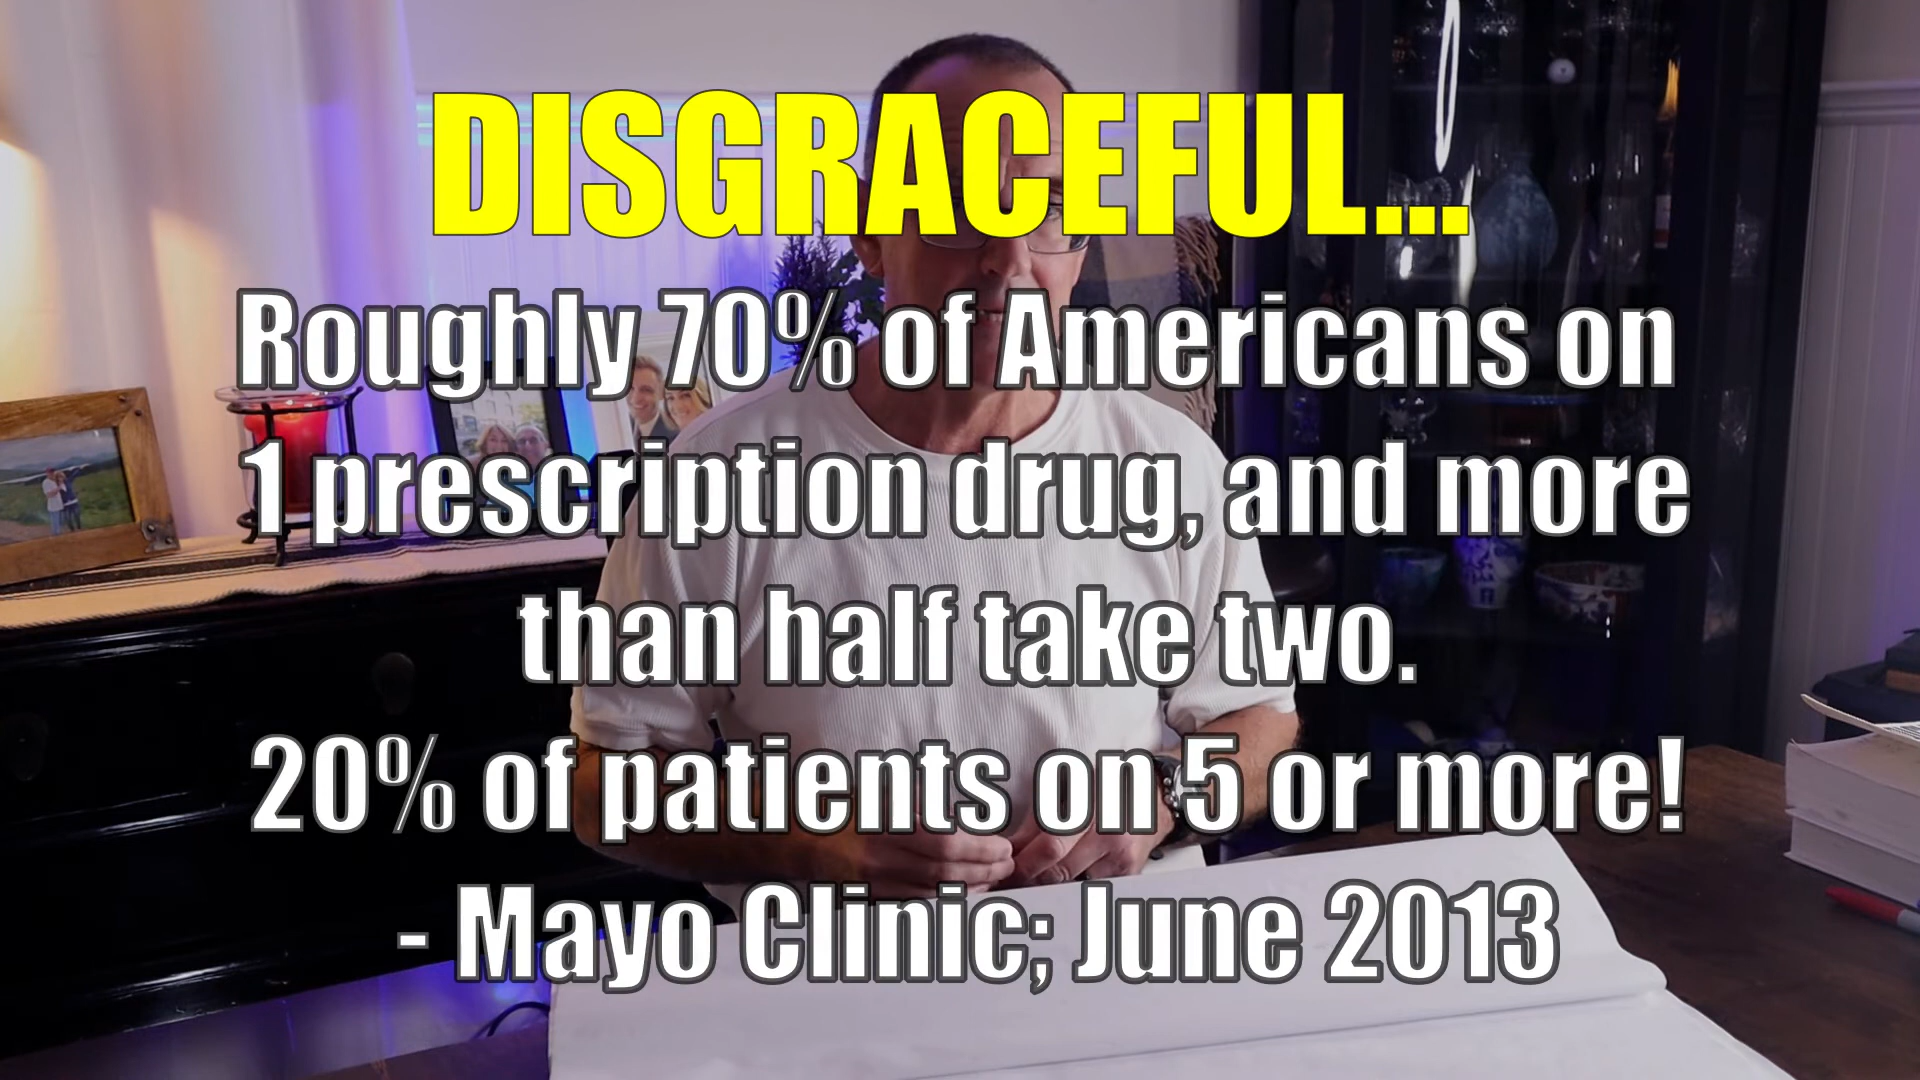 DISGRACEFUL...
Roughly 70% of Americans on
1 prescription drug, and more
than half take two.
20% of patients on 5 or more!
- Mayo Clinic; June 2013